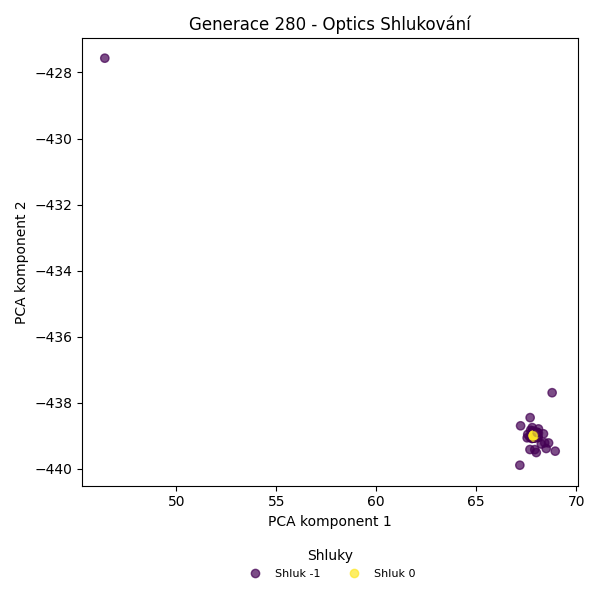 Generace 280 - Optics Shlukování
−428
−430
−432
−434
−436
−438
−440
PCA komponent 2
50
55
60
65
70
PCA komponent 1
Shluky
Shluk -1
Shluk 0